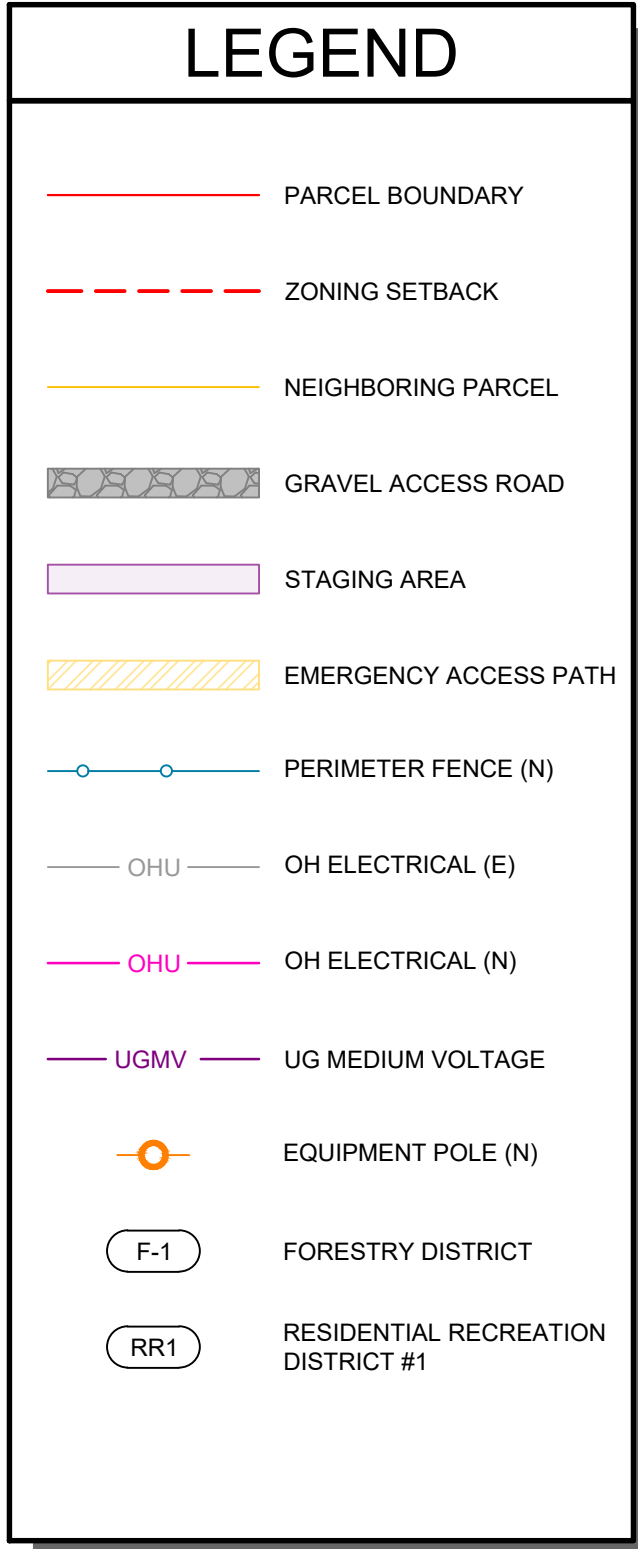 LEGEND
PARCEL BOUNDARY
ZONING SETBACK
NEIGHBORING PARCEL
GRAVEL ACCESS ROAD
STAGING AREA
EMERGENCY ACCESS PATH
PERIMETER FENCE (N)
OHU OH ELECTRICAL (E)
OHU OH ELECTRICAL (N)
UGMV UG MEDIUM VOLTAGE
EQUIPMENT POLE (N)
F-1 FORESTRY DISTRICT
RR1 RESIDENTIAL RECREATION
DISTRICT #1